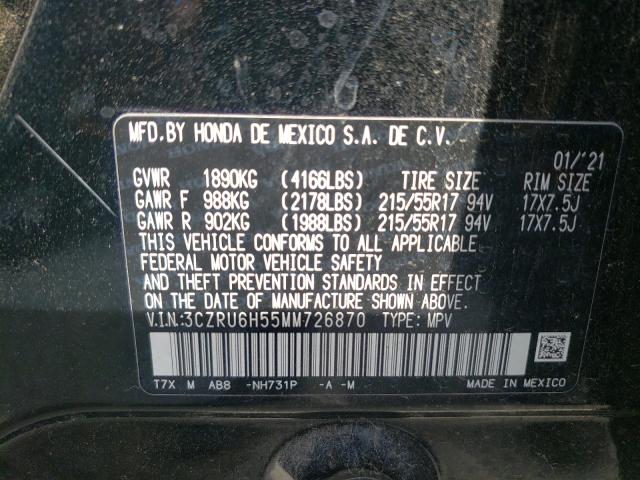 MFD. BY HONDA DE MEXICO S.A. DE C.V.
01/'21
GVWR 1890KG (4166LBS) TIRE SIZE RIM SIZE
GAWR F 988KG (2178LBS) 215/55R17 94V 17X7.5J
GAWR R 902KG (1988LBS) 215/55R17 94V 17X7.5J
THIS VEHICLE CONFORMS TO ALL APPLICABLE
FEDERAL MOTOR VEHICLE SAFETY
AND THEFT PREVENTION STANDARDS IN EFFECT
ON THE DATE OF MANUFACTURE SHOWN ABOVE.
V.I.N.:3CZRU6H55MM726870 TYPE: MPV
T7X M AB8 -NH731P -A -M
MADE IN MEXICO